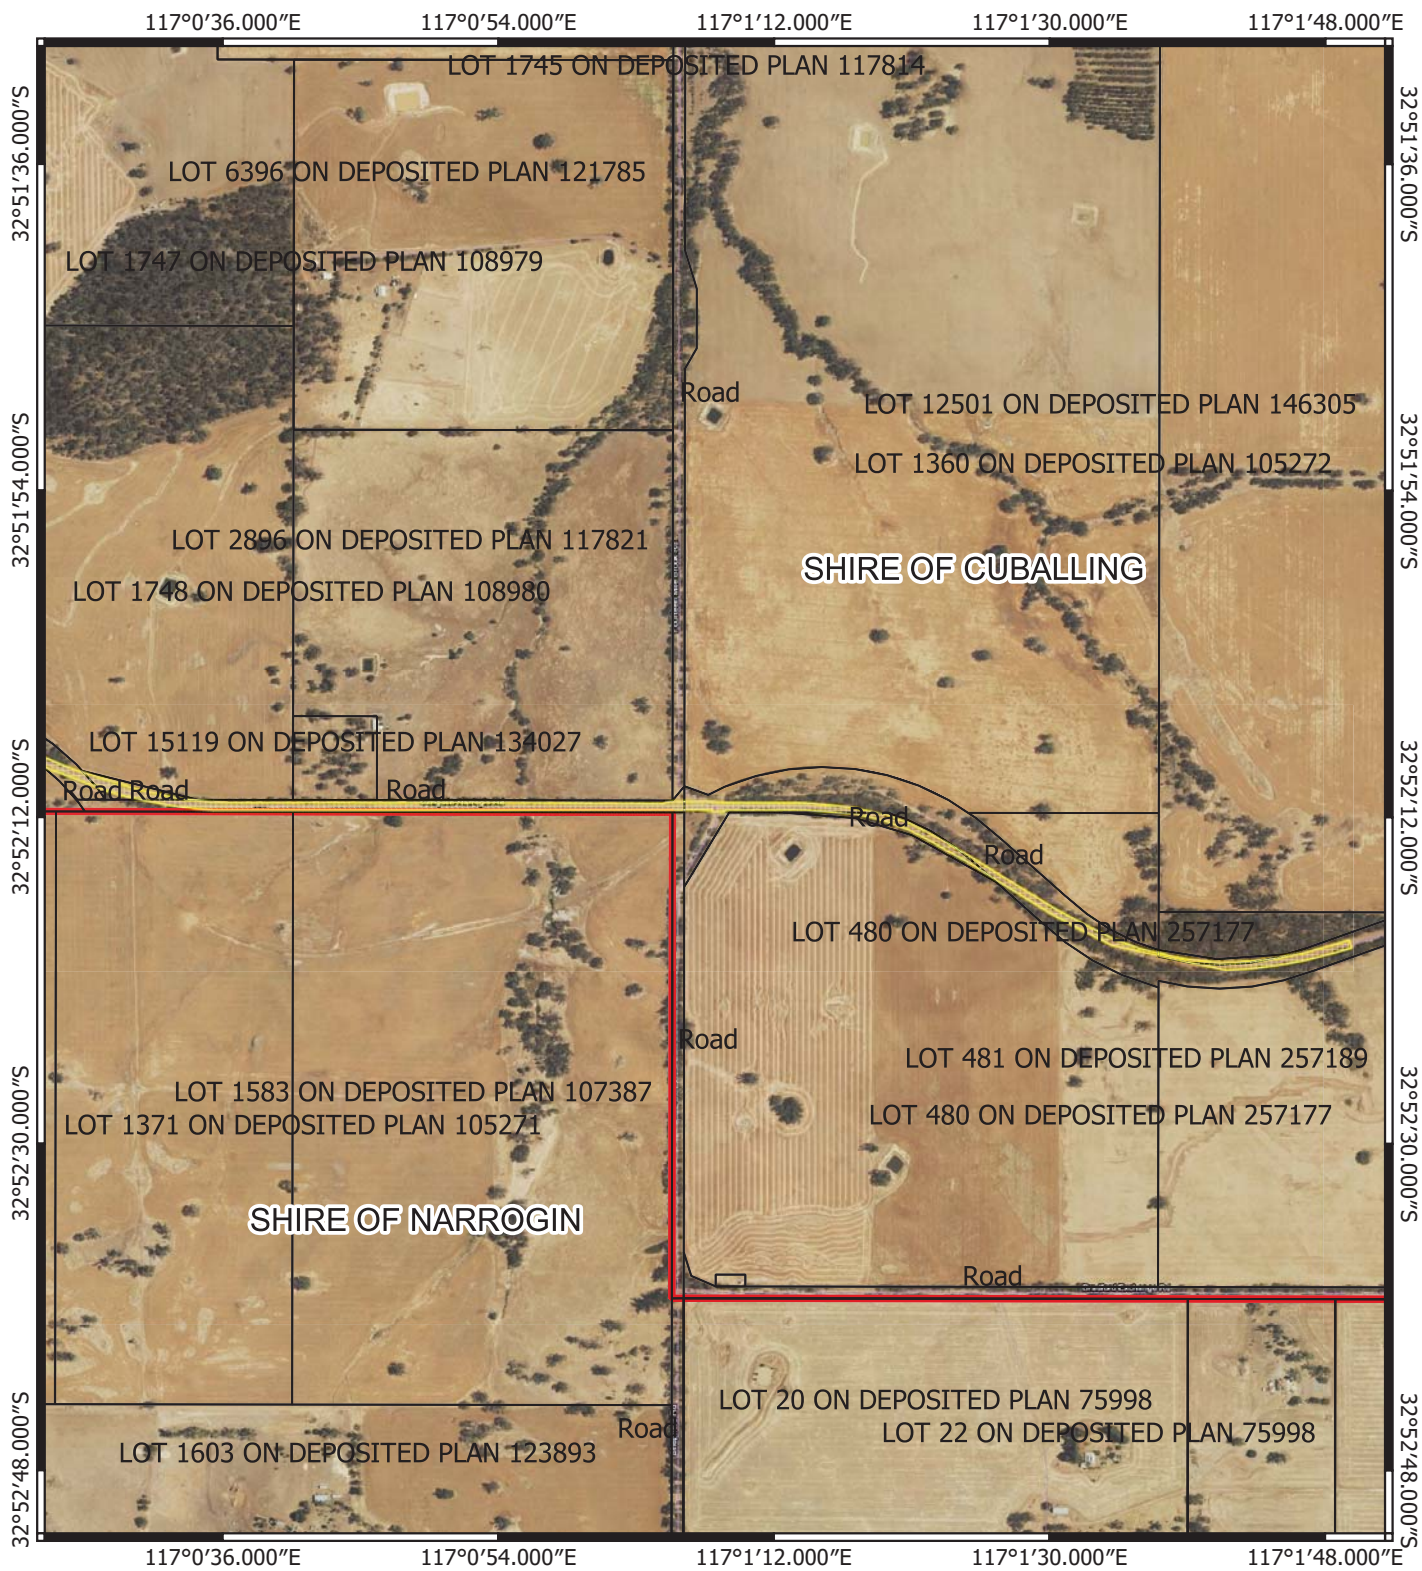 117°0′36.000″E 117°0′54.000″E 117°1′12.000″E 117°1′30.000″E 117°1′48.000″E
LOT 1745 ON DEPOSITED PLAN 117814
32°51′36.000″S
32°51′36.000″S
LOT 6396 ON DEPOSITED PLAN 121785
LOT 1747 ON DEPOSITED PLAN 108979
Road
LOT 12501 ON DEPOSITED PLAN 146305
LOT 1360 ON DEPOSITED PLAN 105272
32°51′54.000″S
32°51′54.000″S
LOT 2896 ON DEPOSITED PLAN 117821
SHIRE OF CUBALLING
LOT 1748 ON DEPOSITED PLAN 108980
LOT 15119 ON DEPOSITED PLAN 134027
Road Road
Road
Road
32°52′12.000″S
32°52′12.000″S
Road
LOT 480 ON DEPOSITED PLAN 257177
Road
LOT 481 ON DEPOSITED PLAN 257189
LOT 1583 ON DEPOSITED PLAN 107387
LOT 480 ON DEPOSITED PLAN 257177
LOT 1371 ON DEPOSITED PLAN 105271
32°52′30.000″S
32°52′30.000″S
SHIRE OF NARROGIN
Road
LOT 20 ON DEPOSITED PLAN 75998
Road
LOT 22 ON DEPOSITED PLAN 75998
LOT 1603 ON DEPOSITED PLAN 123893
32°52′48.000″S
32°52′48.000″S
117°0′36.000″E 117°0′54.000″E 117°1′12.000″E 117°1′30.000″E 117°1′48.000″E